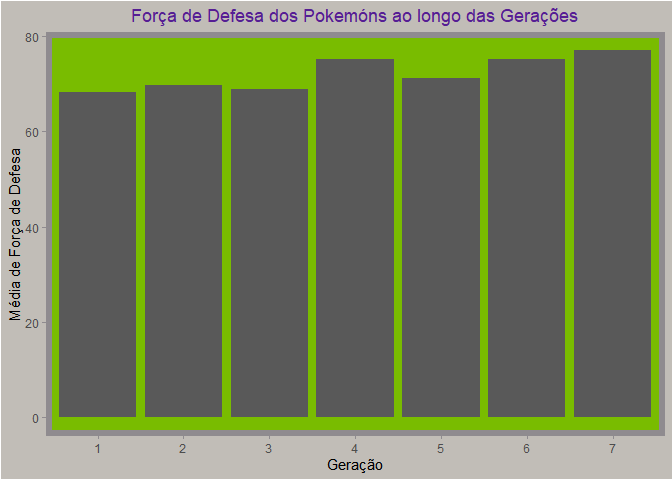 Força de Defesa dos Pokemóns ao longo das Gerações
Média de Força de Defesa
80
60
40
20
0
1 2 3 4 5 6 7
Geração